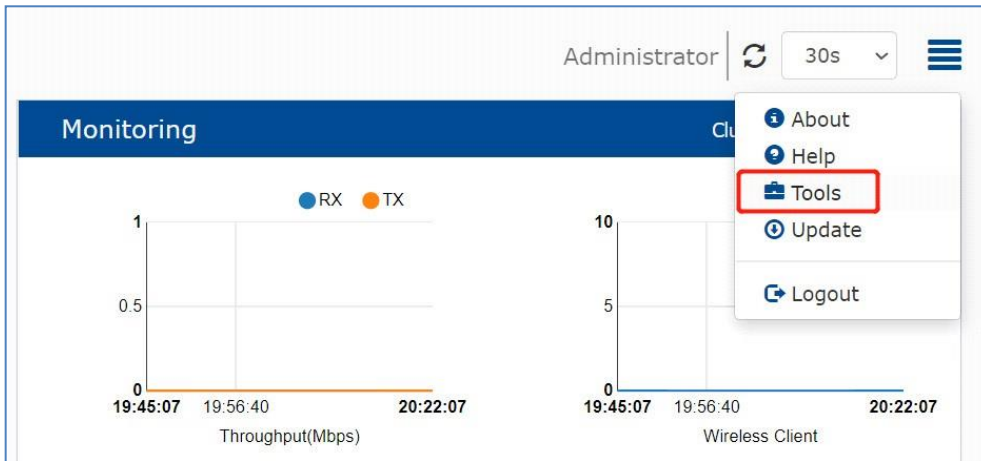 Administrator 30s
Monitoring Clu
About
Help
Tools
Update
Logout
RX TX
1
0.5
0
19:45:07 19:56:40 20:22:07
Throughput(Mbps)
10
5
0
19:45:07 19:56:40 20:22:07
Wireless Client